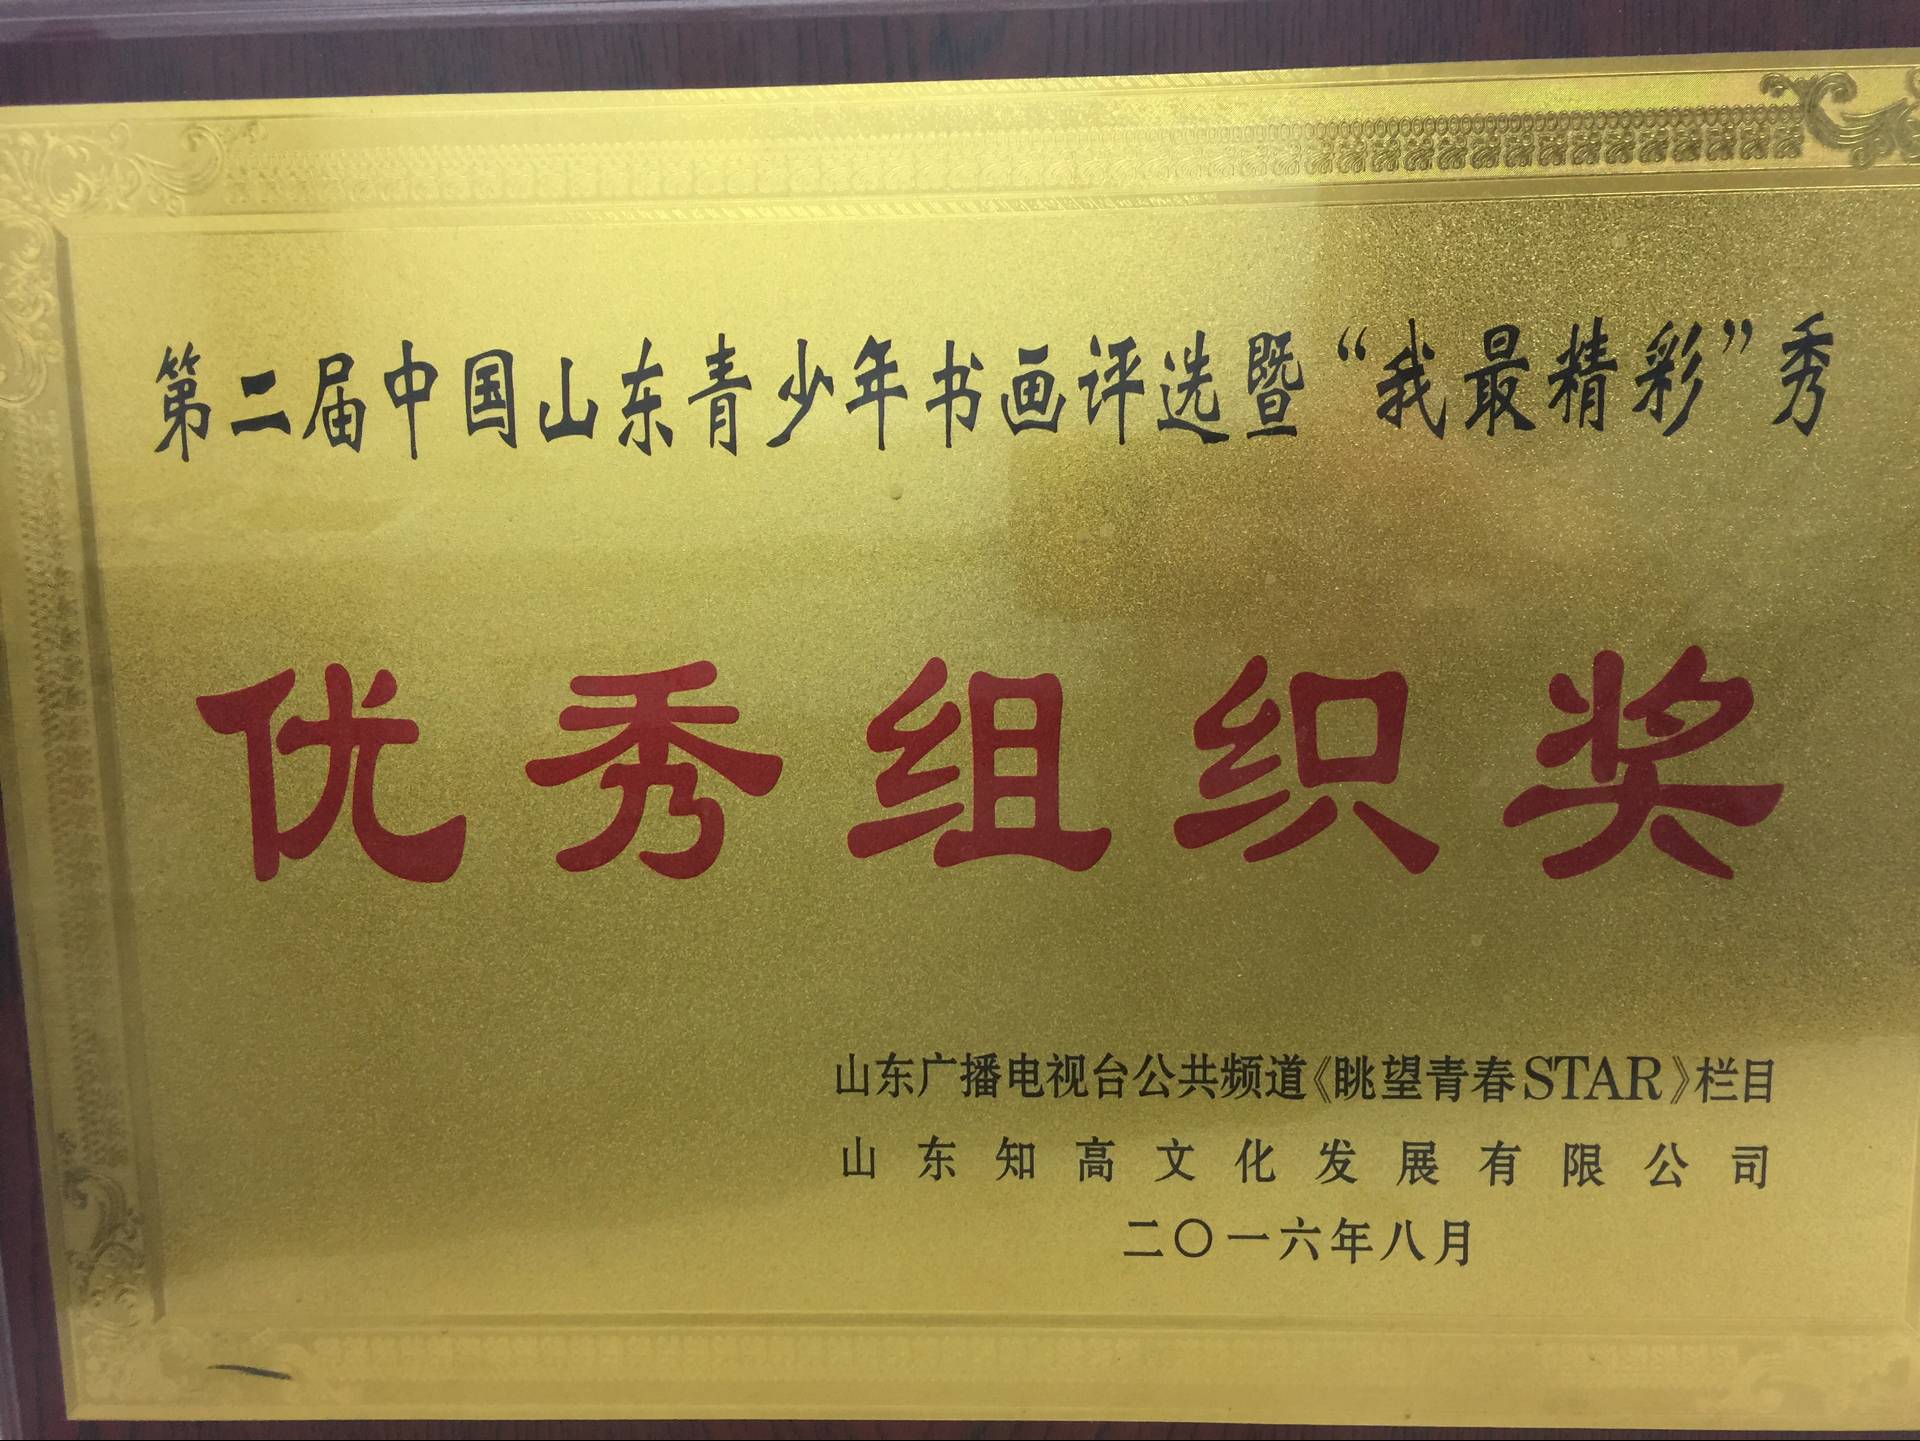 第二届中国山东青少年书画评选暨“我最精彩”秀
优秀组织奖
山东广播电视台公共频道《眺望青春STAR》栏目
山东知高文化发展有限公司
二〇一六年八月